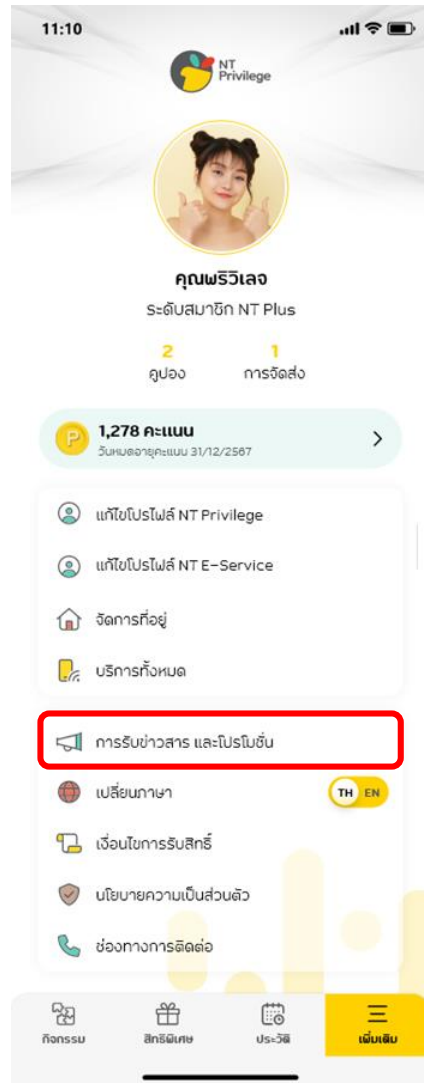 11:10
NT
Privilege
คุณพริวิเลจ
ระดับสมาชิก NT Plus
2 1
คูปอง การจัดส่ง
P 1,278 คะแนน
วันหมดอายุคะแนน 31/12/2567
แก้ไขโปรไฟล์ NT Privilege
แก้ไขโปรไฟล์ NT E-Service
จัดการที่อยู่
บริการทั้งหมด
การรับข่าวสาร และโปรโมชั่น
เปลี่ยนภาษา TH EN
เงื่อนไขการรับสิทธิ์
นโยบายความเป็นส่วนตัว
ช่องทางการติดต่อ
กิจกรรม สิทธิพิเศษ ประวัติ เพิ่มเติม